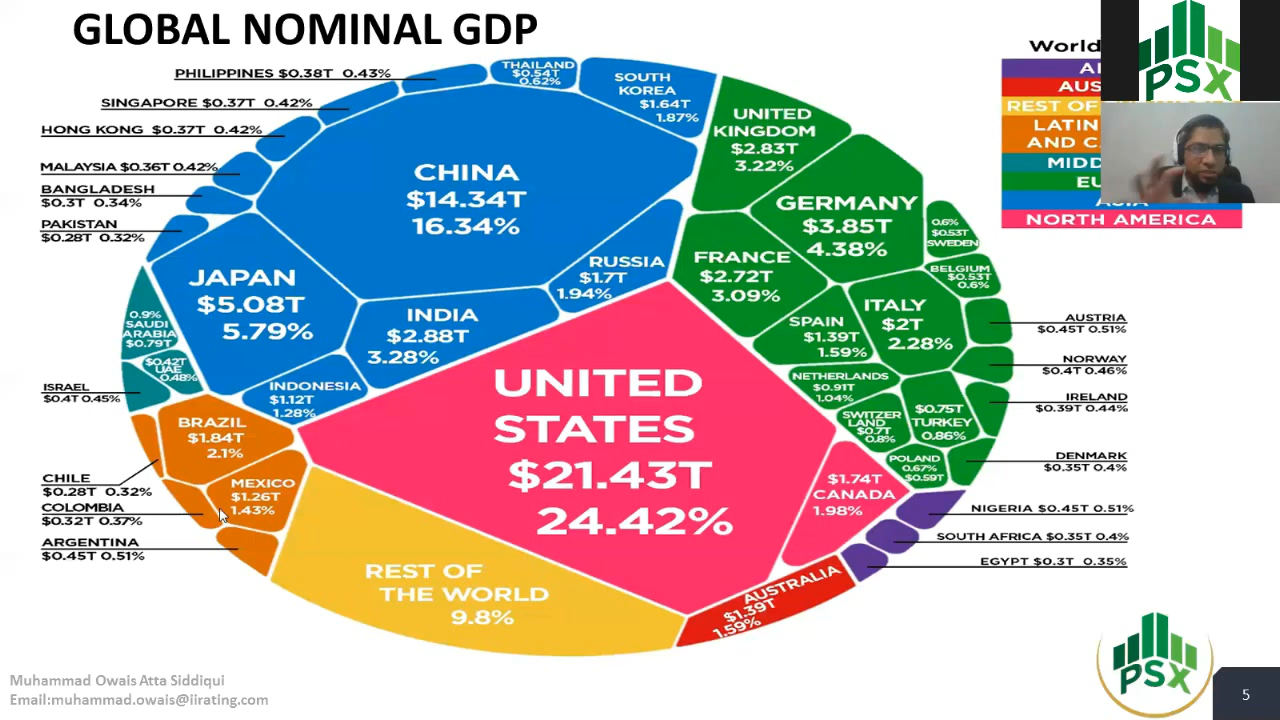 GLOBAL NOMINAL GDP
PHILIPPINES $0.38T 0.43%
SINGAPORE $0.37T 0.42%
HONG KONG $0.37T 0.42%
MALAYSIA $0.36T 0.42%
BANGLADESH
$0.3T 0.34%
PAKISTAN
$0.28T 0.32%
THAILAND
$0.54T
0.62%
SOUTH
KOREA
$1.64T
1.87%
CHINA
$14.34T
16.34%
JAPAN
$5.08T
5.79%
INDIA
$2.88T
3.28%
RUSSIA
$1.7T
1.94%
INDONESIA
$1.12T
1.28%
0.9%
SAUDI
ARABIA
$0.79T
$0.42T
UAE
0.48%
ISRAEL
$0.4T 0.45%
UNITED
KINGDOM
$2.83T
3.22%
GERMANY
$3.85T
4.38%
FRANCE
$2.72T
3.09%
ITALY
$2T
2.28%
SPAIN
$1.39T
1.59%
NETHERLANDS
$0.91T
1.04%
SWITZER
LAND
$0.7T
0.8%
$0.75T
TURKEY
0.86%
POLAND
0.67%
$0.59T
0.6%
$0.53T
SWEDEN
BELGIUM
$0.53T
0.6%
AUSTRIA
$0.45T 0.51%
NORWAY
$0.4T 0.46%
IRELAND
$0.39T 0.44%
DENMARK
$0.35T 0.4%
UNITED
STATES
$21.43T
24.42%
$1.74T
CANADA
1.98%
BRAZIL
$1.84T
2.1%
MEXICO
$1.26T
1.43%
CHILE
$0.28T 0.32%
COLOMBIA
$0.32T 0.37%
ARGENTINA
$0.45T 0.51%
REST OF
THE WORLD
9.8%
AUSTRALIA
$1.39T
1.59%
NIGERIA $0.45T 0.51%
SOUTH AFRICA $0.35T 0.4%
EGYPT $0.3T 0.35%
World
AUS
REST OF
LATIN
AND C
MIDD
EU
ASIA
NORTH AMERICA
PSX
PSX
Muhammad Owais Atta Siddiqui
Email:muhammad.owais@iirating.com
5